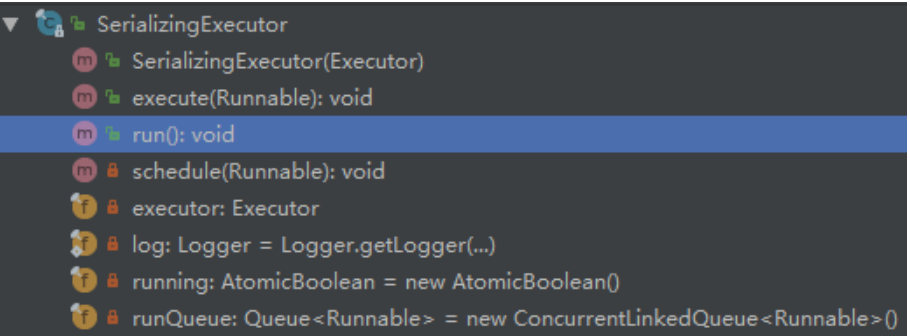 SerializingExecutor
m SerializingExecutor(Executor)
m execute(Runnable): void
m run(): void
m schedule(Runnable): void
f executor: Executor
f log: Logger = Logger.getLogger(...)
f running: AtomicBoolean = new AtomicBoolean()
f runQueue: Queue<Runnable> = new ConcurrentLinkedQueue<Runnable>()